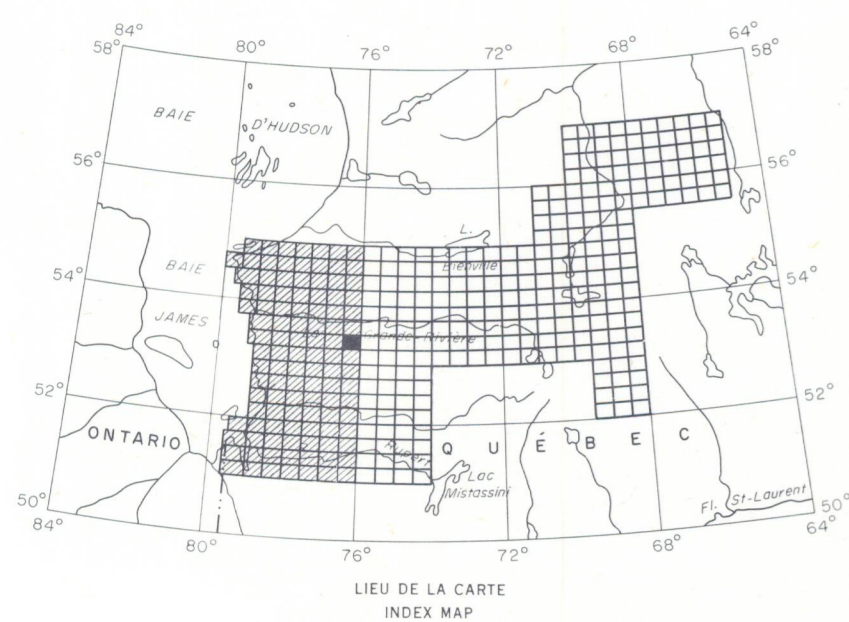 84°
80°
76°
72°
68°
64°
58°
58°
BAIE
D'HUDSON
56°
56°
L.
Bienville
54°
BAIE
54°
JAMES
Grande Rivière
52°
52°
ONTARIO
QUÉBEC
Rupert
Lac
Mistassini
Fl. St-Laurent
50°
50°
84°
80°
76°
72°
68°
64°
LIEU DE LA CARTE
INDEX MAP